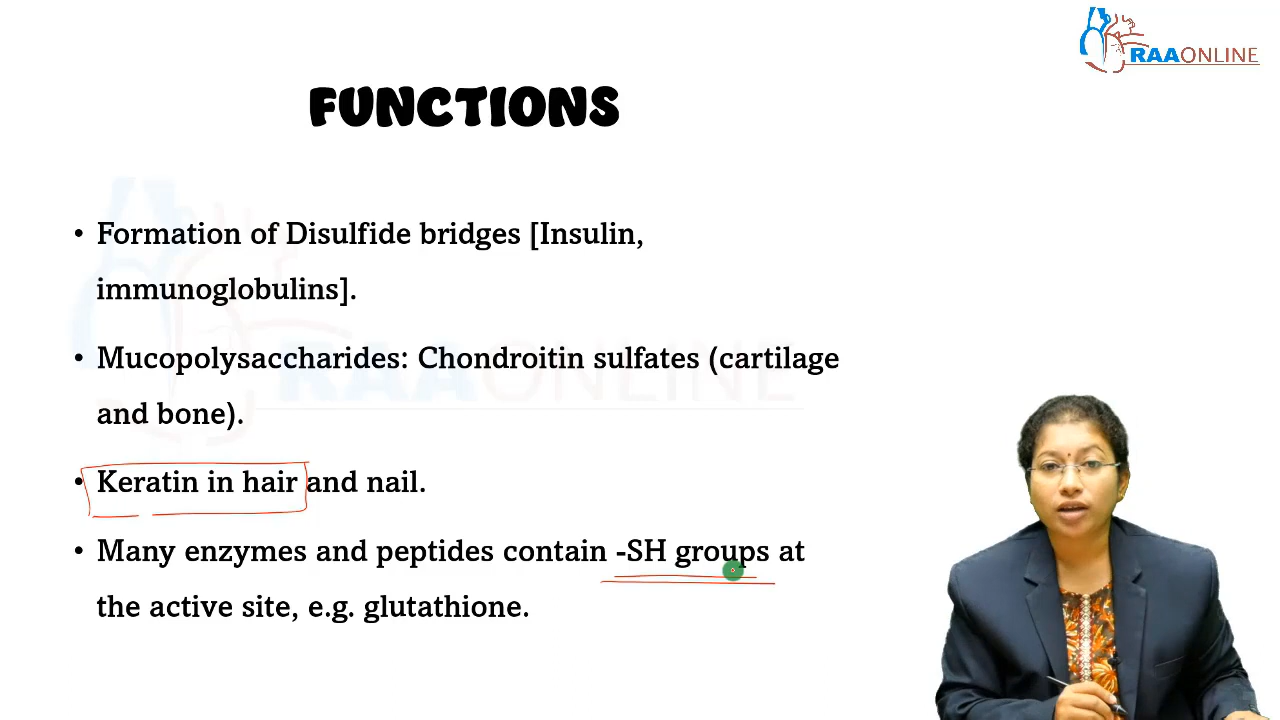 RAAONLINE
FUNCTIONS
• Formation of Disulfide bridges [Insulin,
immunoglobulins].
• Mucopolysaccharides: Chondroitin sulfates (cartilage
and bone).
• Keratin in hair and nail.
• Many enzymes and peptides contain -SH groups at
the active site, e.g. glutathione.
RAAONLINE